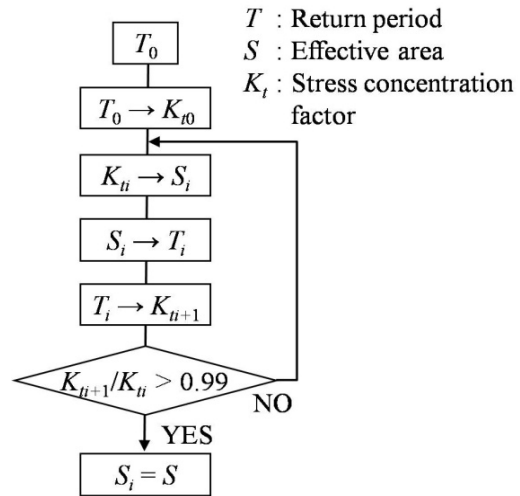 T : Return period
S : Effective area
Kₜ : Stress concentration
factor
T₀
T₀ → Kₜ₀
Kₜᵢ → Sᵢ
Sᵢ → Tᵢ
Tᵢ → Kₜᵢ₊₁
Kₜᵢ₊₁/Kₜᵢ > 0.99
NO
YES
Sᵢ = S